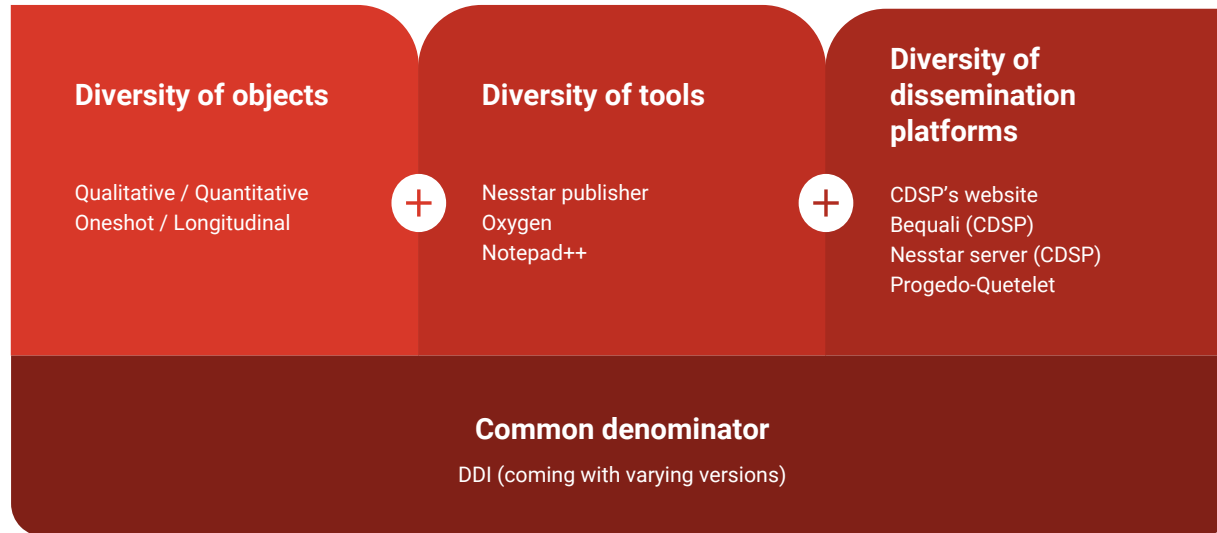 Diversity of objects
Qualitative / Quantitative
Oneshot / Longitudinal
Diversity of tools
Nesstar publisher
Oxygen
Notepad++
Diversity of
dissemination
platforms
CDSP’s website
Bequali (CDSP)
Nesstar server (CDSP)
Progedo-Quetelet
Common denominator
DDI (coming with varying versions)